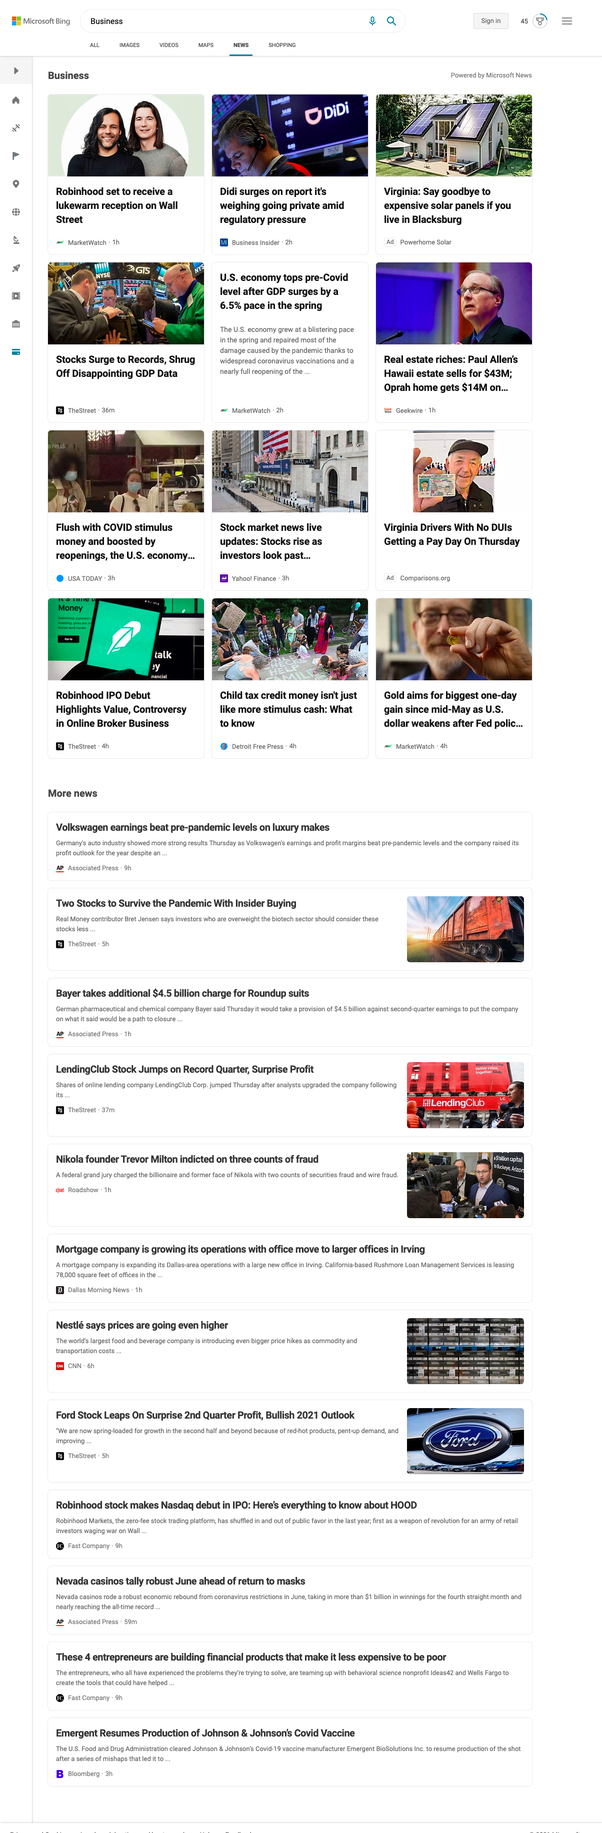 Microsoft Bing
Business
Sign in
45
ALL
IMAGES
VIDEOS
MAPS
NEWS
SHOPPING
Business
Powered by Microsoft News
DiDi
Robinhood set to receive a
lukewarm reception on Wall
Street
MarketWatch · 1h
Didi surges on report it's
weighing going private amid
regulatory pressure
Business Insider · 2h
Virginia: Say goodbye to
expensive solar panels if you
live in Blacksburg
Ad Powerhome Solar
GTS
Stocks Surge to Records, Shrug
Off Disappointing GDP Data
TheStreet · 36m
U.S. economy tops pre-Covid
level after GDP surges by a
6.5% pace in the spring
The U.S. economy grew at a blistering pace
in the spring and repaired most of the
damage caused by the pandemic thanks to
widespread coronavirus vaccinations and a
nearly full reopening of the ...
MarketWatch · 2h
Real estate riches: Paul Allen's
Hawaii estate sells for $43M;
Oprah home gets $14M on...
Geekwire · 1h
Flush with COVID stimulus
money and boosted by
reopenings, the U.S. economy...
USA TODAY · 3h
WALL
Stock market news live
updates: Stocks rise as
investors look past...
Yahoo! Finance · 3h
Virginia Drivers With No DUIs
Getting a Pay Day On Thursday
Ad Comparisons.org
Money
talk
Robinhood IPO Debut
Highlights Value, Controversy
in Online Broker Business
TheStreet · 4h
Child tax credit money isn't just
like more stimulus cash: What
to know
Detroit Free Press · 4h
Gold aims for biggest one-day
gain since mid-May as U.S.
dollar weakens after Fed polic...
MarketWatch · 4h
More news
Volkswagen earnings beat pre-pandemic levels on luxury makes
Germany's auto industry showed more strong results Thursday as Volkswagen's earnings and profit margins beat pre-pandemic levels and the company raised its
profit outlook for the year despite an ...
AP Associated Press · 9h
Two Stocks to Survive the Pandemic With Insider Buying
Real Money contributor Bret Jensen says investors who are overweight the biotech sector should consider these
stocks less ...
TheStreet · 5h
Bayer takes additional $4.5 billion charge for Roundup suits
German pharmaceutical and chemical company Bayer said Thursday it would take a provision of $4.5 billion against second-quarter earnings to put the company
on what it said would be a path to closure ...
AP Associated Press · 1h
LendingClub Stock Jumps on Record Quarter, Surprise Profit
Shares of online lending company LendingClub Corp. jumped Thursday after analysts upgraded the company following
its ...
TheStreet · 37m
LendingClub
Nikola founder Trevor Milton indicted on three counts of fraud
A federal grand jury charged the billionaire and former face of Nikola with two counts of securities fraud and wire fraud.
Roadshow · 1h
Mortgage company is growing its operations with office move to larger offices in Irving
A mortgage company is expanding its Dallas-area operations with a large new office in Irving. California-based Rushmore Loan Management Services is leasing
78,000 square feet of offices in the ...
Dallas Morning News · 1h
Nestlé says prices are going even higher
The world's largest food and beverage company is introducing even bigger price hikes as commodity and
transportation costs ...
CNN · 6h
Ford Stock Leaps On Surprise 2nd Quarter Profit, Bullish 2021 Outlook
"We are now spring-loaded for growth in the second half and beyond because of red-hot products, pent-up demand, and
improving ...
TheStreet · 5h
Ford
Robinhood stock makes Nasdaq debut in IPO: Here's everything to know about HOOD
Robinhood Markets, the zero-fee stock trading platform, has shuffled in and out of public favor in the last year; first as a weapon of revolution for an army of retail
investors waging war on Wall ...
Fast Company · 9h
Nevada casinos tally robust June ahead of return to masks
Nevada casinos rode a robust economic rebound from coronavirus restrictions in June, taking in more than $1 billion in winnings for the fourth straight month and
nearly reaching the all-time record ...
AP Associated Press · 59m
These 4 entrepreneurs are building financial products that make it less expensive to be poor
The entrepreneurs, who all have experienced the problems they're trying to solve, are teaming up with behavioral science nonprofit Ideas42 and Wells Fargo to
create the tools that could have helped ...
Fast Company · 9h
Emergent Resumes Production of Johnson & Johnson's Covid Vaccine
The U.S. Food and Drug Administration cleared Johnson & Johnson's Covid-19 vaccine manufacturer Emergent BioSolutions Inc. to resume production of the shot
after a series of mishaps that led it to ...
B Bloomberg · 3h